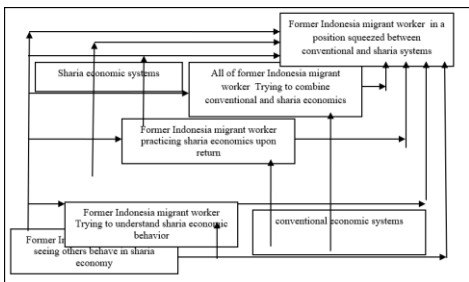 Former Indonesia migrant worker in a
position squeezed between
conventional and sharia systems
Sharia economic systems
All of former Indonesia migrant
worker Trying to combine
conventional and sharia economics
Former Indonesia migrant worker
practicing sharia economics upon
return
Former Indonesia migrant worker
Trying to understand sharia economic
behavior
conventional economic systems
Former In
seeing others behave in sharia
economy